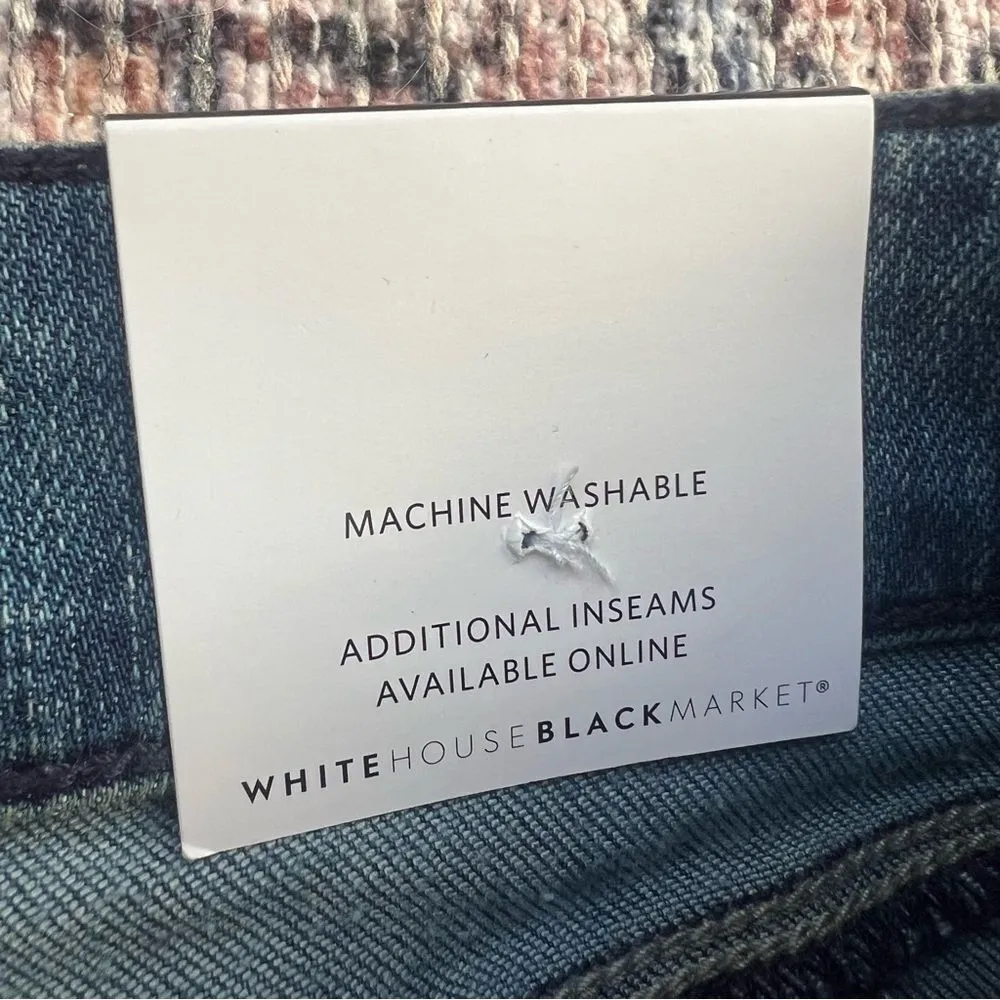 MACHINE WASHABLE
ADDITIONAL INSEAMS
AVAILABLE ONLINE
WHITEHOUSEBLACKMARKET®